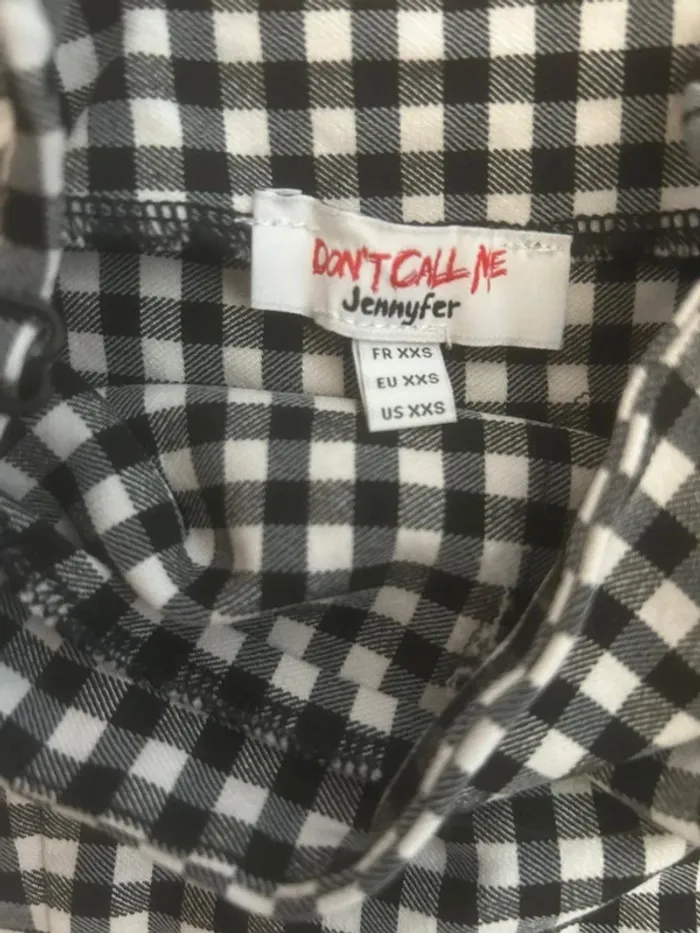 DON'T CALL ME
Jennyfer
FR XXS
EU XXS
US XXS